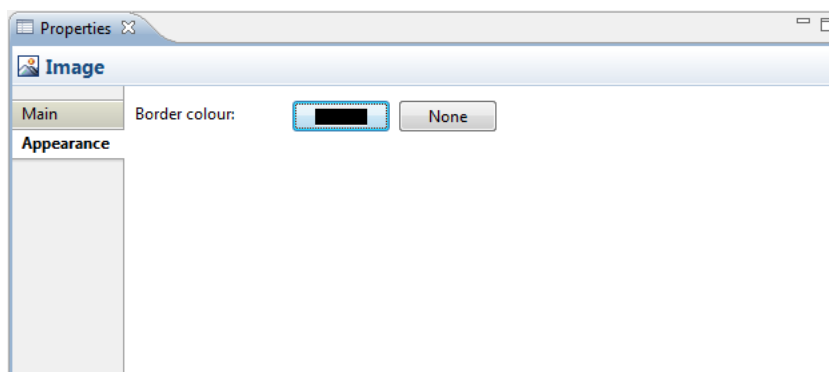 Properties
Image
Main
Border colour:
None
Appearance